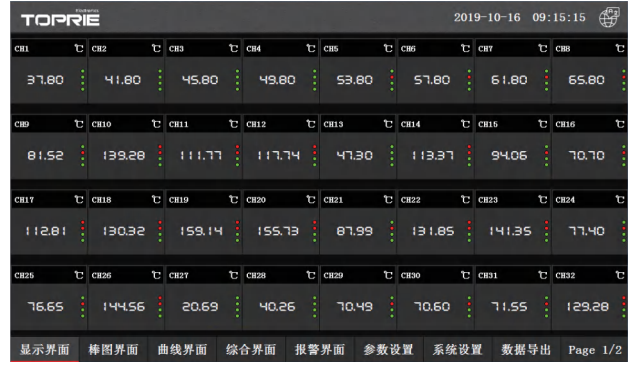 TOPRIE Electronics 2019-10-16 09:15:15
CH1 ℃ CH2 ℃ CH3 ℃ CH4 ℃ CH5 ℃ CH6 ℃ CH7 ℃ CH8 ℃
37.80 41.80 45.80 49.80 53.80 57.80 61.80 65.80
CH9 ℃ CH10 ℃ CH11 ℃ CH12 ℃ CH13 ℃ CH14 ℃ CH15 ℃ CH16 ℃
81.52 139.28 111.77 117.74 47.30 113.37 94.06 70.70
CH17 ℃ CH18 ℃ CH19 ℃ CH20 ℃ CH21 ℃ CH22 ℃ CH23 ℃ CH24 ℃
112.81 130.32 159.14 155.73 87.99 131.85 141.35 77.40
CH25 ℃ CH26 ℃ CH27 ℃ CH28 ℃ CH29 ℃ CH30 ℃ CH31 ℃ CH32 ℃
76.65 144.56 20.69 40.26 70.49 70.60 71.55 129.28
显示界面 棒图界面 曲线界面 综合界面 报警界面 参数设置 系统设置 数据导出 Page 1/2